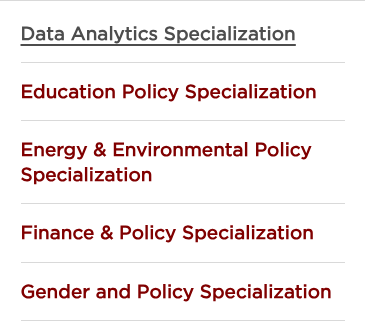 Data Analytics Specialization
Education Policy Specialization
Energy & Environmental Policy
Specialization
Finance & Policy Specialization
Gender and Policy Specialization